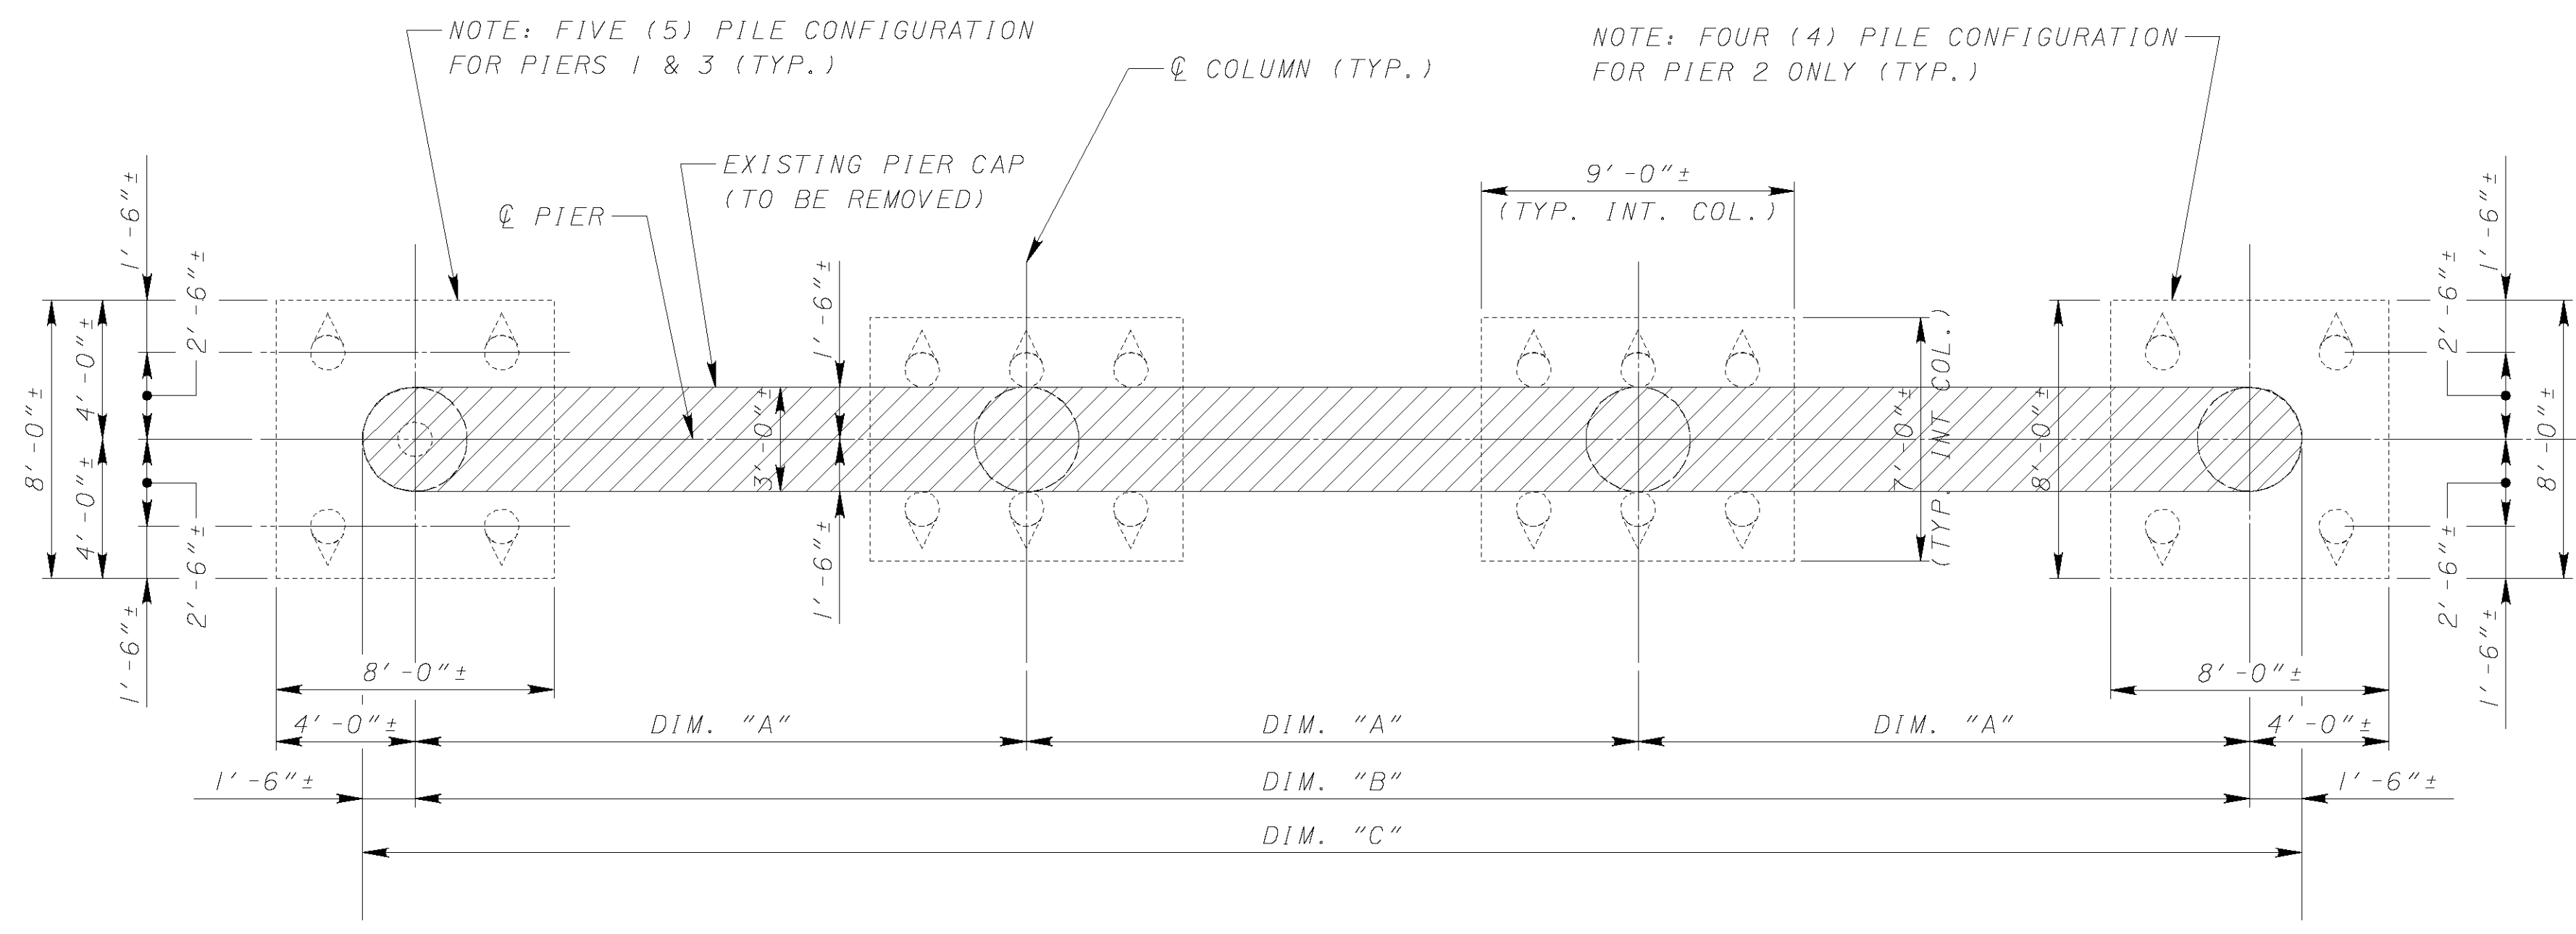 NOTE: FIVE (5) PILE CONFIGURATION
FOR PIERS 1 & 3 (TYP.)
NOTE: FOUR (4) PILE CONFIGURATION
FOR PIER 2 ONLY (TYP.)
℄ COLUMN (TYP.)
EXISTING PIER CAP
(TO BE REMOVED)
℄ PIER
9'-0"±
(TYP. INT. COL.)
1'-6"±
2'-6"±
8'-0"±
4'-0"±
4'-0"±
2'-6"±
1'-6"±
1'-6"±
3'-0"±
1'-6"±
7'-0"±
(TYP. INT COL.)
8'-0"±
1'-6"±
2'-6"±
8'-0"±
2'-6"±
1'-6"±
8'-0"±
8'-0"±
4'-0"±
DIM. "A"
DIM. "A"
DIM. "A"
4'-0"±
1'-6"±
DIM. "B"
1'-6"±
DIM. "C"